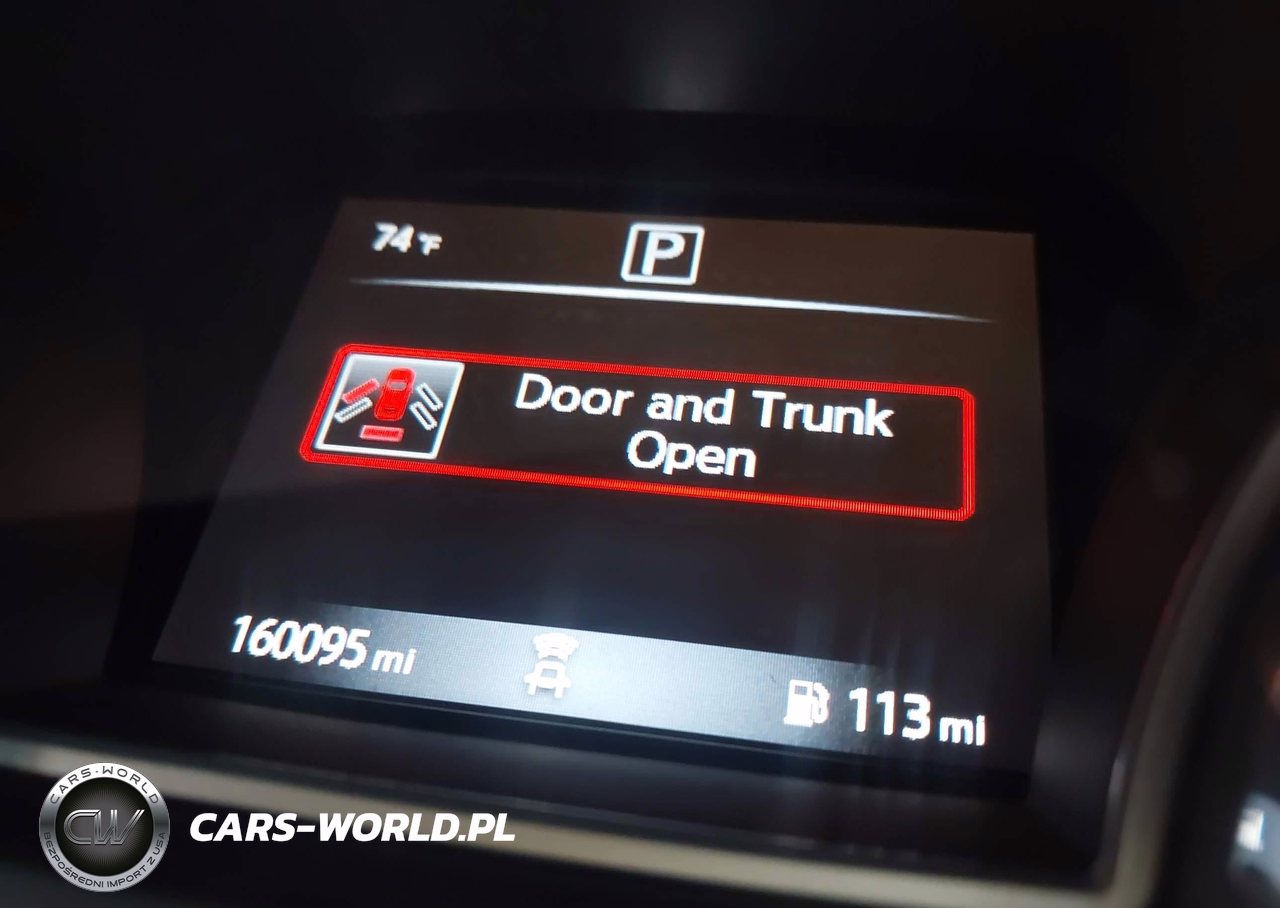 74 °F
P
Door and Trunk
Open
160095 mi
113 mi
CARS-WORLD
CW
BEZPOŚREDNI IMPORT Z USA
CARS-WORLD.PL